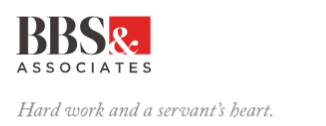 BBS&
ASSOCIATES
Hard work and a servant's heart.